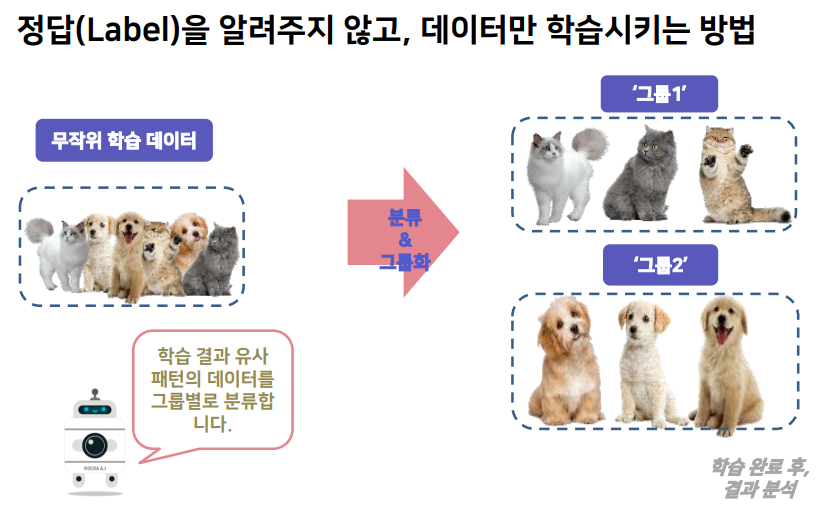 정답(Label)을 알려주지 않고, 데이터만 학습시키는 방법
무작위 학습 데이터
분류
&
그룹화
'그룹1'
'그룹2'
학습 결과 유사
패턴의 데이터를
그룹별로 분류합
니다.
KOCOA A.I
학습 완료 후,
결과 분석